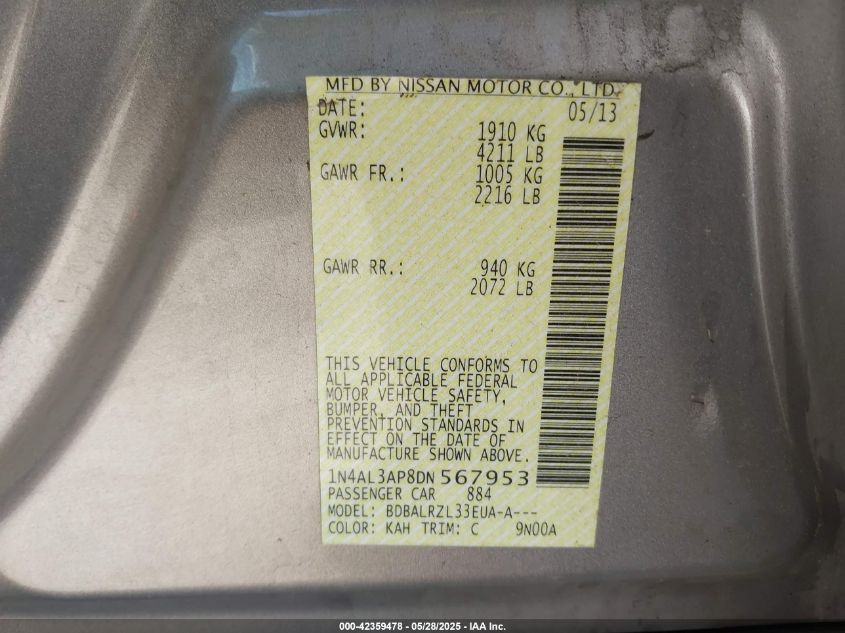 MFD BY NISSAN MOTOR CO., LTD.
DATE: 05/13
GVWR: 1910 KG
4211 LB
GAWR FR.: 1005 KG
2216 LB
GAWR RR.: 940 KG
2072 LB
THIS VEHICLE CONFORMS TO
ALL APPLICABLE FEDERAL
MOTOR VEHICLE SAFETY,
BUMPER, AND THEFT
PREVENTION STANDARDS IN
EFFECT ON THE DATE OF
MANUFACTURE SHOWN ABOVE.
1N4AL3AP8DN567953
PASSENGER CAR 884
MODEL: BDBALRZL33EUA-A---
COLOR: KAH TRIM: C 9N00A
000-42359478 - 05/28/2025 - IAA Inc.